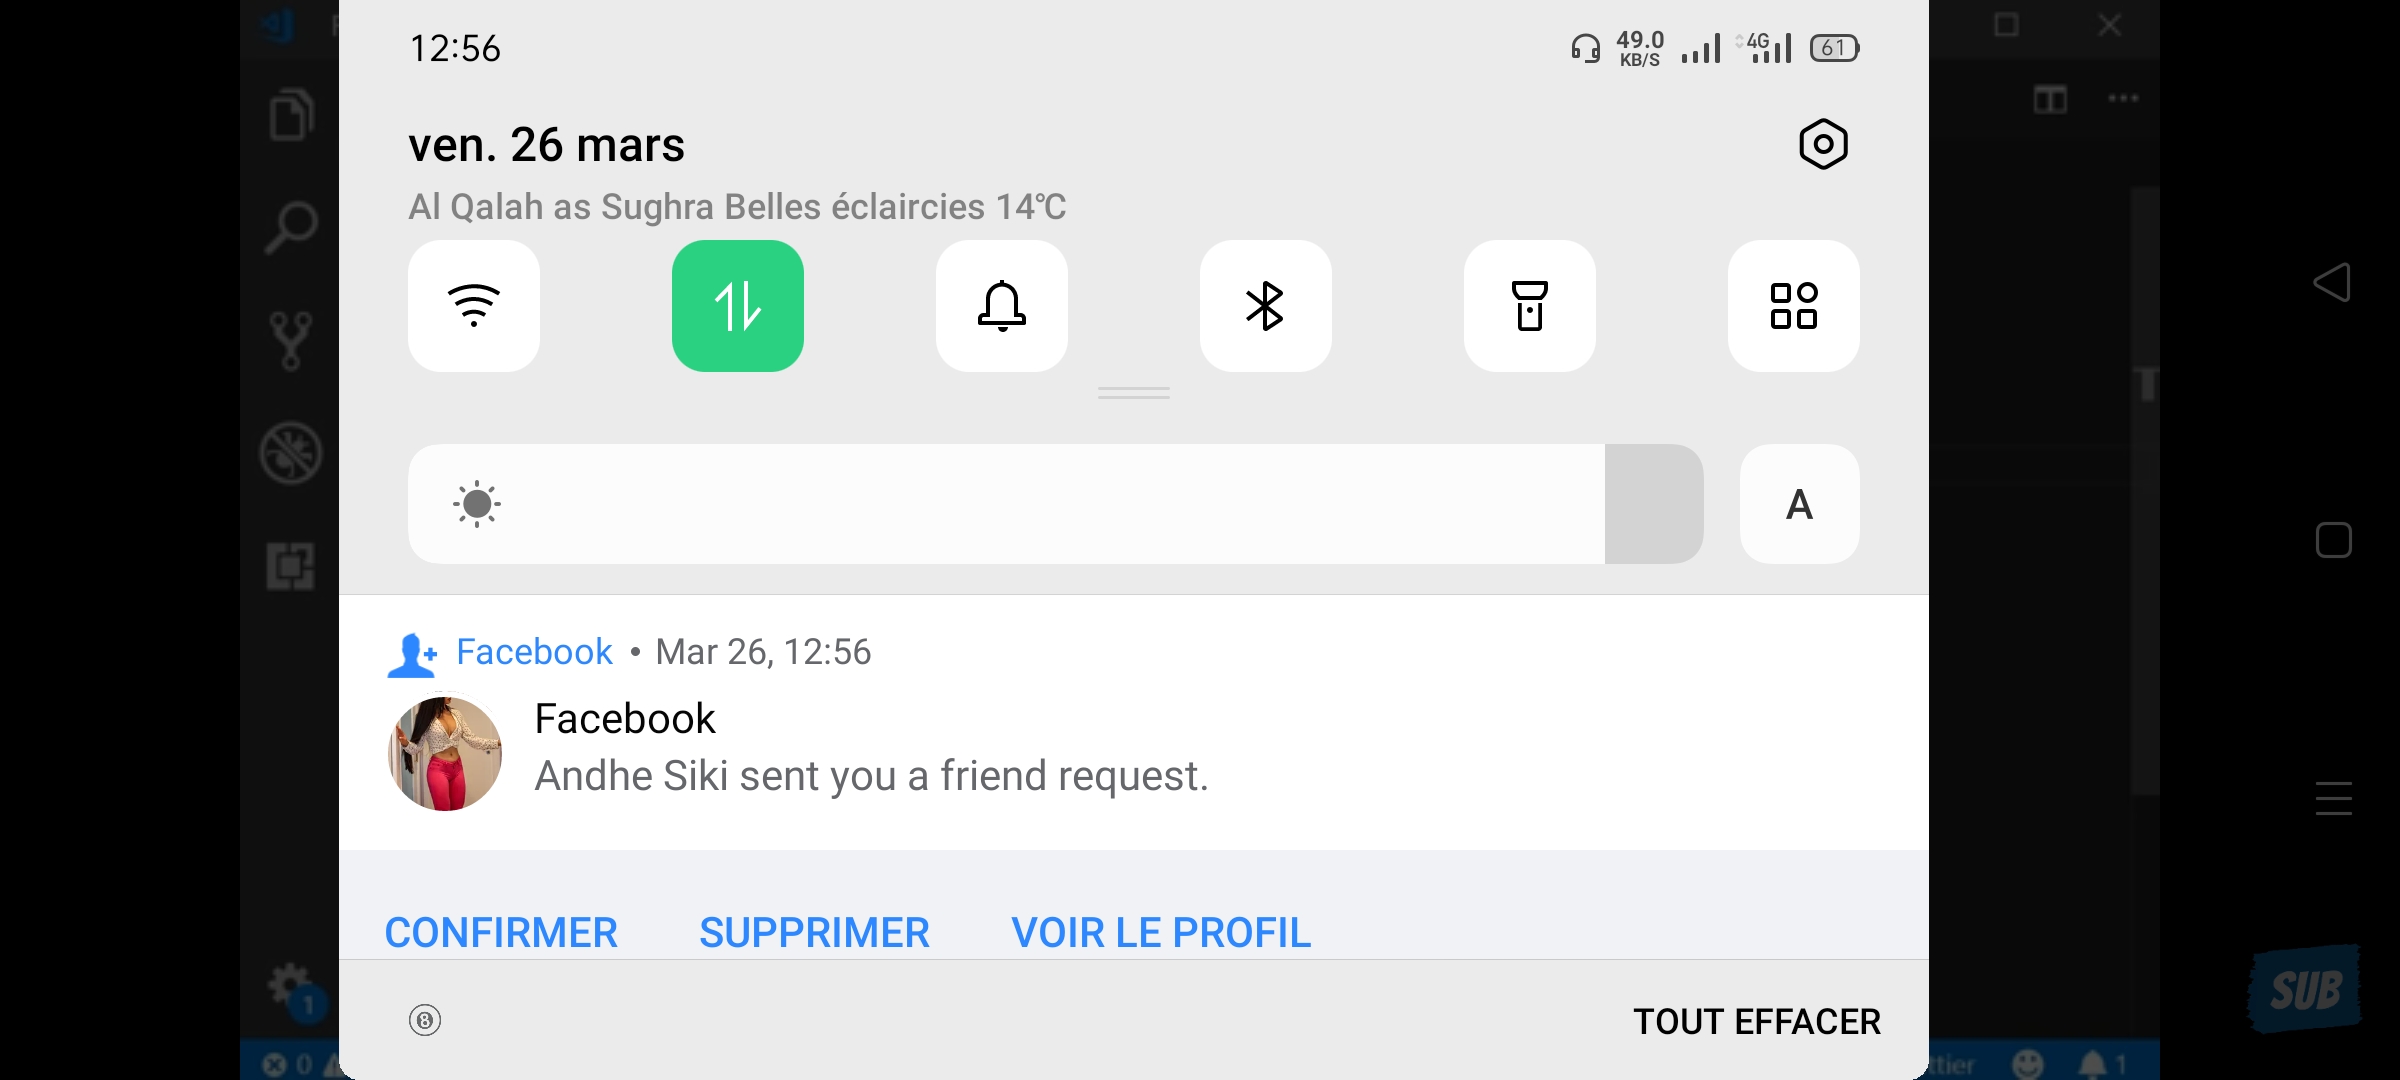 12:56
49.0
KB/S
4G
61
ven. 26 mars
Al Qalah as Sughra Belles éclaircies 14℃
A
Facebook • Mar 26, 12:56
Facebook
Andhe Siki sent you a friend request.
CONFIRMER SUPPRIMER VOIR LE PROFIL
8
TOUT EFFACER
1
0
ttier
1
SUB